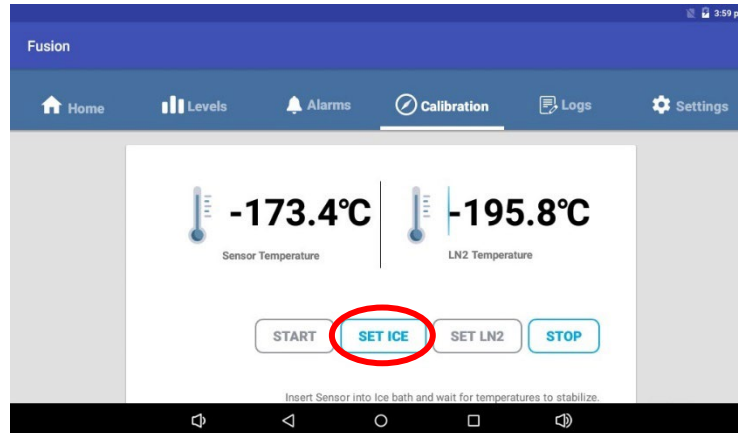 3:59 p
Fusion
Home Levels Alarms Calibration Logs Settings
-173.4°C -195.8°C
Sensor Temperature LN2 Temperature
START SET ICE SET LN2 STOP
Insert Sensor into Ice bath and wait for temperatures to stabilize.